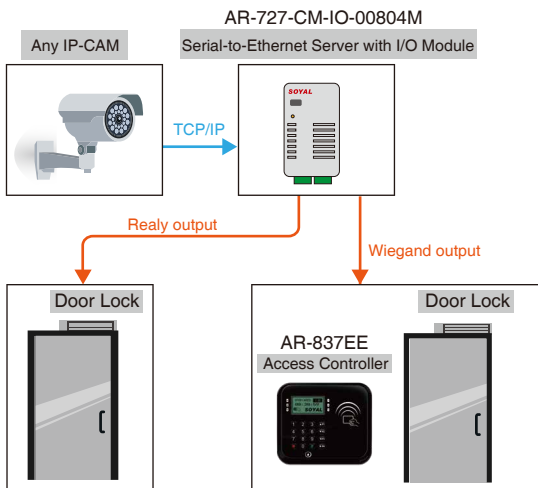 AR-727-CM-IO-00804M
Any IP-CAM
Serial-to-Ethernet Server with I/O Module
SOYAL
TCP/IP
Realy output
Wiegand output
Door Lock
Door Lock
AR-837EE
Access Controller
SOYAL